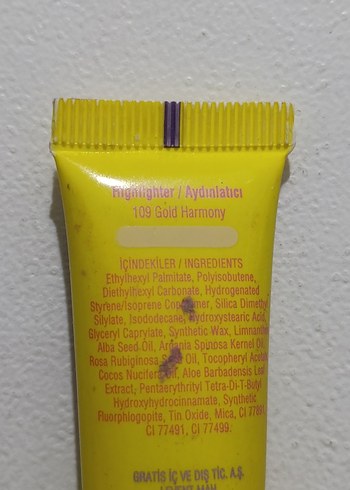 Highlighter / Aydınlatıcı
109 Gold Harmony
İÇİNDEKİLER / INGREDIENTS
Ethylhexyl Palmitate, Polyisobutene,
Diethylhexyl Carbonate, Hydrogenated
Styrene/Isoprene Copolymer, Silica Dimethyl
Silylate, Isododecane, Hydroxystearic Acid,
Glyceryl Caprylate, Synthetic Wax, Limnanthes
Alba Seed Oil, Argania Spinosa Kernel Oil,
Rosa Rubiginosa Seed Oil, Tocopheryl Acetate,
Cocos Nucifera Oil, Aloe Barbadensis Leaf
Extract, Pentaerythrityl Tetra-Di-T-Butyl
Hydroxyhydrocinnamate, Synthetic
Fluorphlogopite, Tin Oxide, Mica, CI 77891,
CI 77491, CI 77499.
GRATİS İÇ VE DIŞ TİC. A.Ş.
LEVENT MAH.